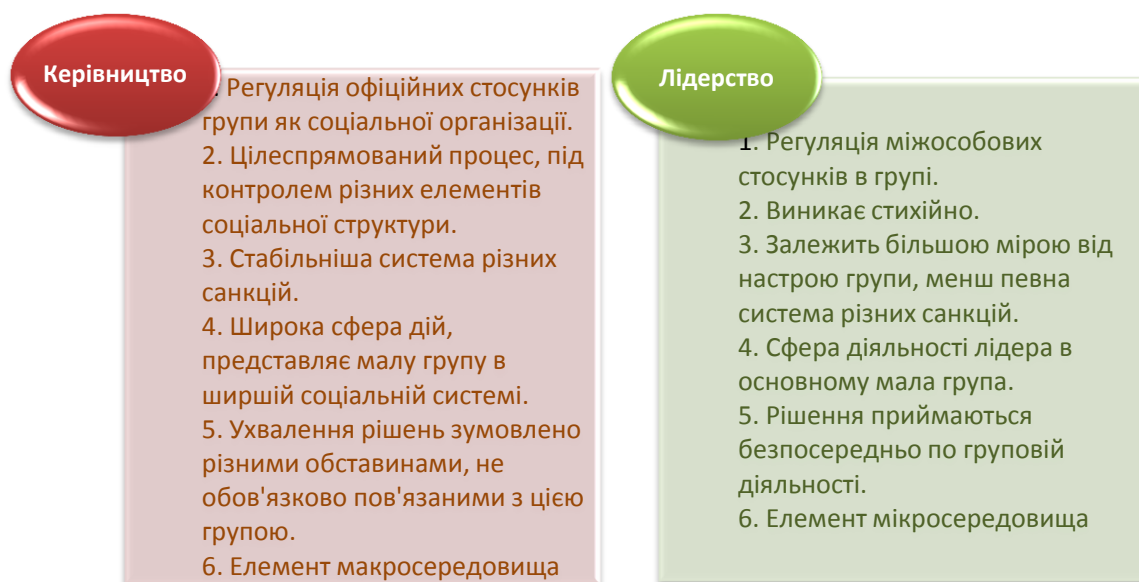 Керівництво
. Регуляція офіційних стосунків
групи як соціальної організації.
2. Цілеспрямований процес, під
контролем різних елементів
соціальної структури.
3. Стабільніша система різних
санкцій.
4. Широка сфера дій,
представляє малу групу в
ширшій соціальній системі.
5. Ухвалення рішень зумовлено
різними обставинами, не
обов'язково пов'язаними з цією
групою.
6. Елемент макросередовища
Лідерство
1. Регуляція міжособових
стосунків в групі.
2. Виникає стихійно.
3. Залежить більшою мірою від
настрою групи, менш певна
система різних санкцій.
4. Сфера діяльності лідера в
основному мала група.
5. Рішення приймаються
безпосередньо по груповій
діяльності.
6. Елемент мікросередовища